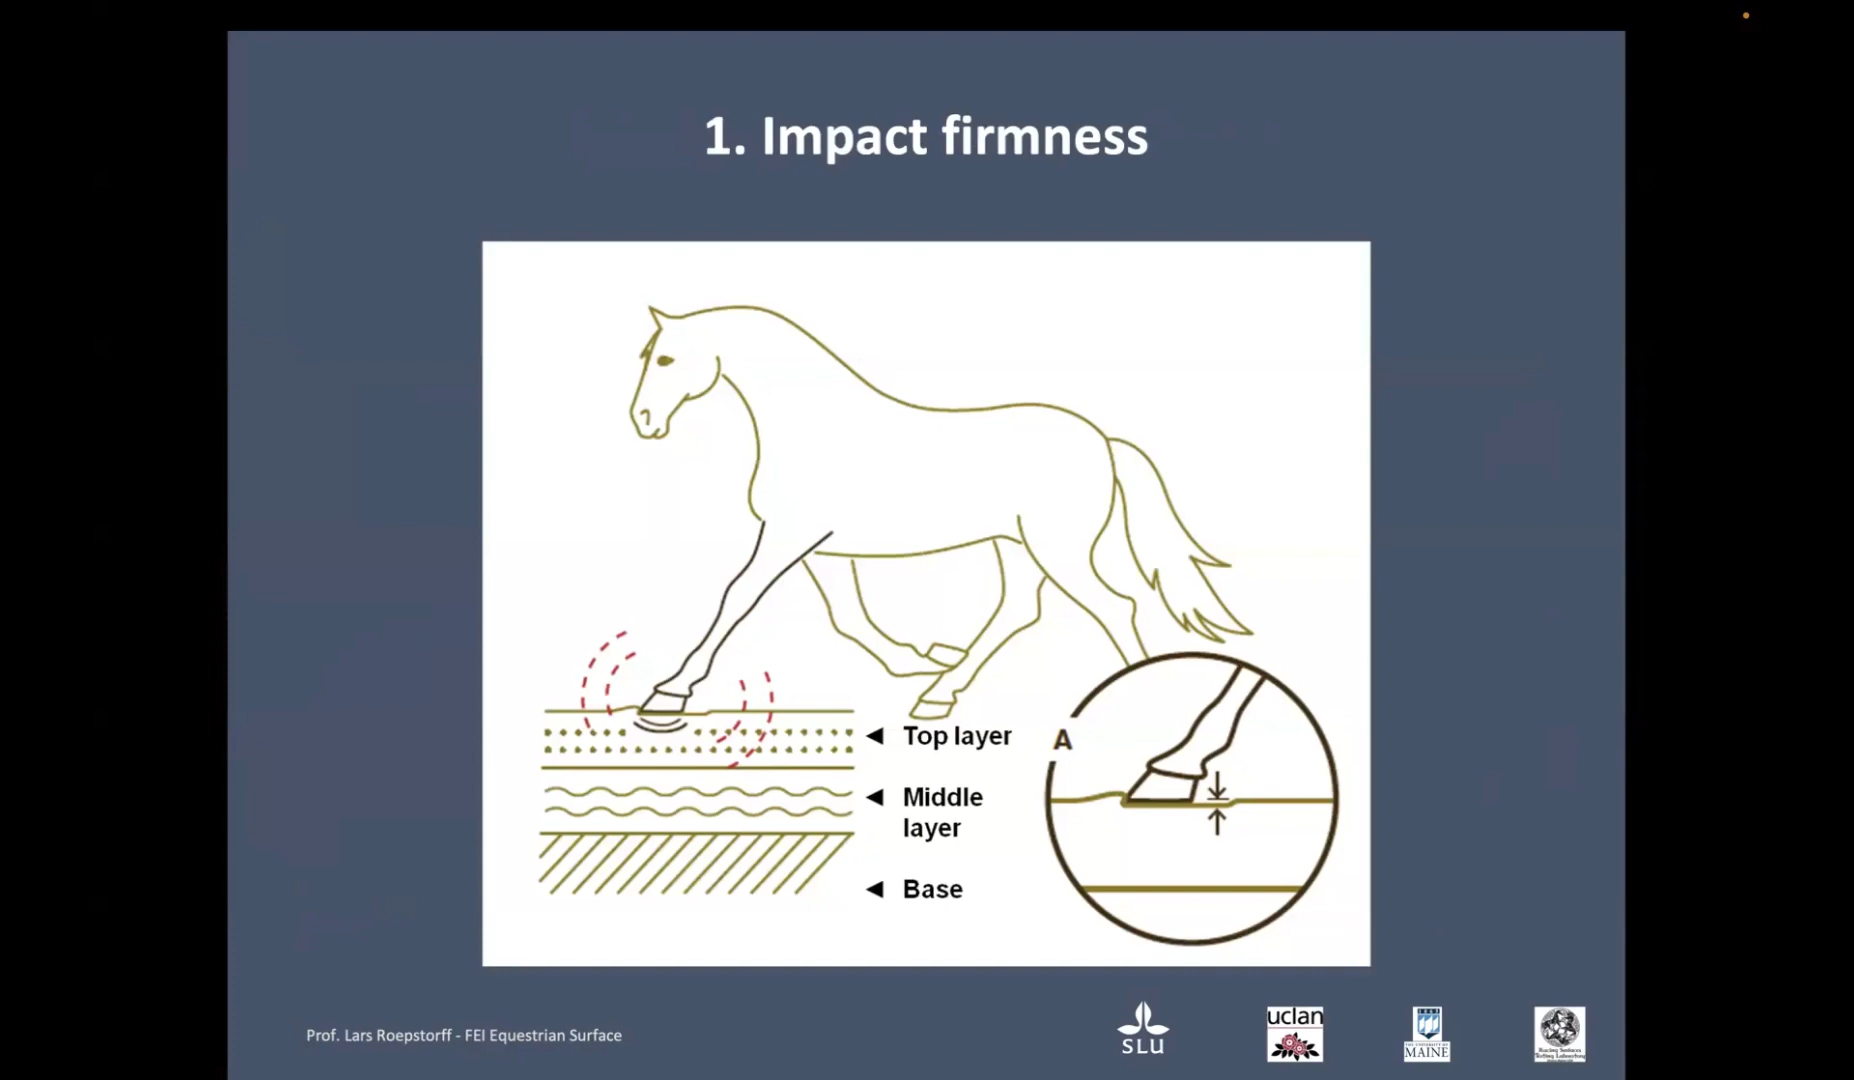 1. Impact firmness
Top layer
Middle
layer
Base
A
Prof. Lars Roepstorff - FEI Equestrian Surface
SLU
uclan
MAINE